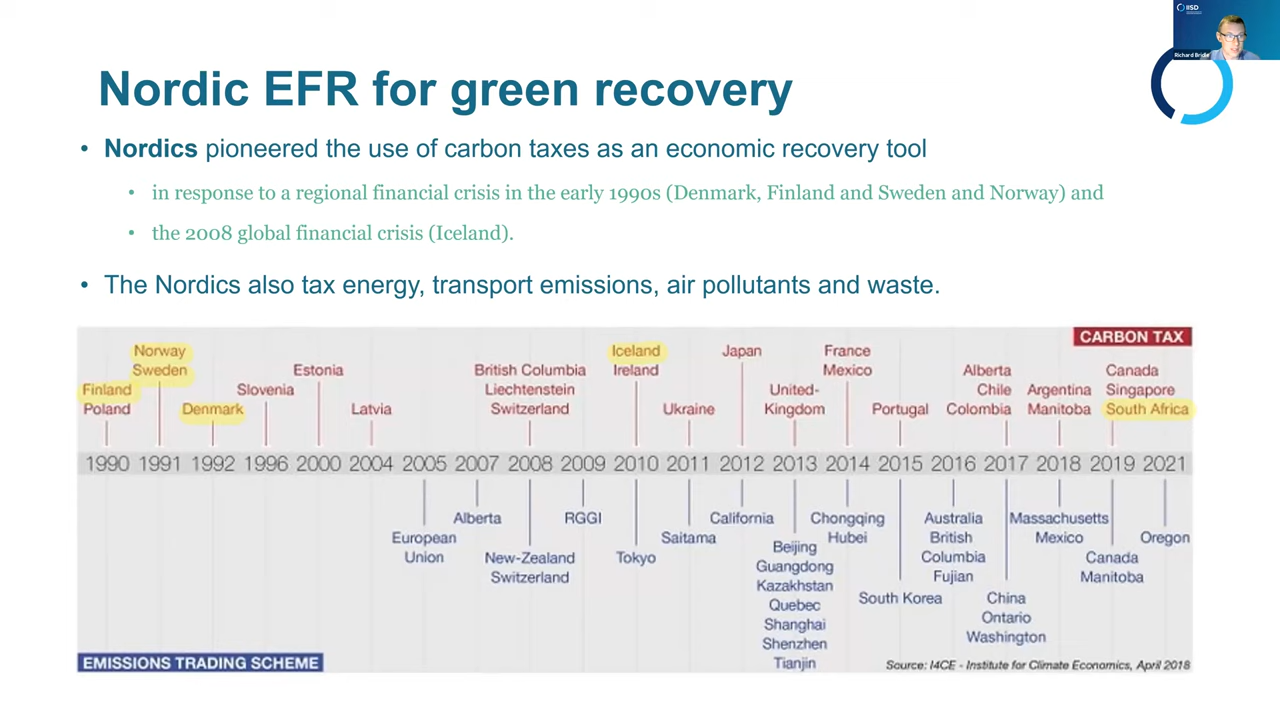 IISD
Richard Bridle
Nordic EFR for green recovery
• Nordics pioneered the use of carbon taxes as an economic recovery tool
• in response to a regional financial crisis in the early 1990s (Denmark, Finland and Sweden and Norway) and
• the 2008 global financial crisis (Iceland).
• The Nordics also tax energy, transport emissions, air pollutants and waste.
CARBON TAX
Finland
Poland
Norway
Sweden
Denmark
Slovenia
Estonia
Latvia
British Columbia
Liechtenstein
Switzerland
Iceland
Ireland
Ukraine
Japan
United-
Kingdom
France
Mexico
Portugal
Alberta
Chile
Colombia
Argentina
Manitoba
Canada
Singapore
South Africa
1990 1991 1992 1996 2000 2004 2005 2007 2008 2009 2010 2011 2012 2013 2014 2015 2016 2017 2018 2019 2021
European
Union
Alberta
New-Zealand
Switzerland
RGGI
Tokyo
Saitama
California
Beijing
Guangdong
Kazakhstan
Quebec
Shanghai
Shenzhen
Tianjin
Chongqing
Hubei
South Korea
Australia
British
Columbia
Fujian
China
Ontario
Washington
Massachusetts
Mexico
Canada
Manitoba
Oregon
EMISSIONS TRADING SCHEME
Source: I4CE - Institute for Climate Economics, April 2018